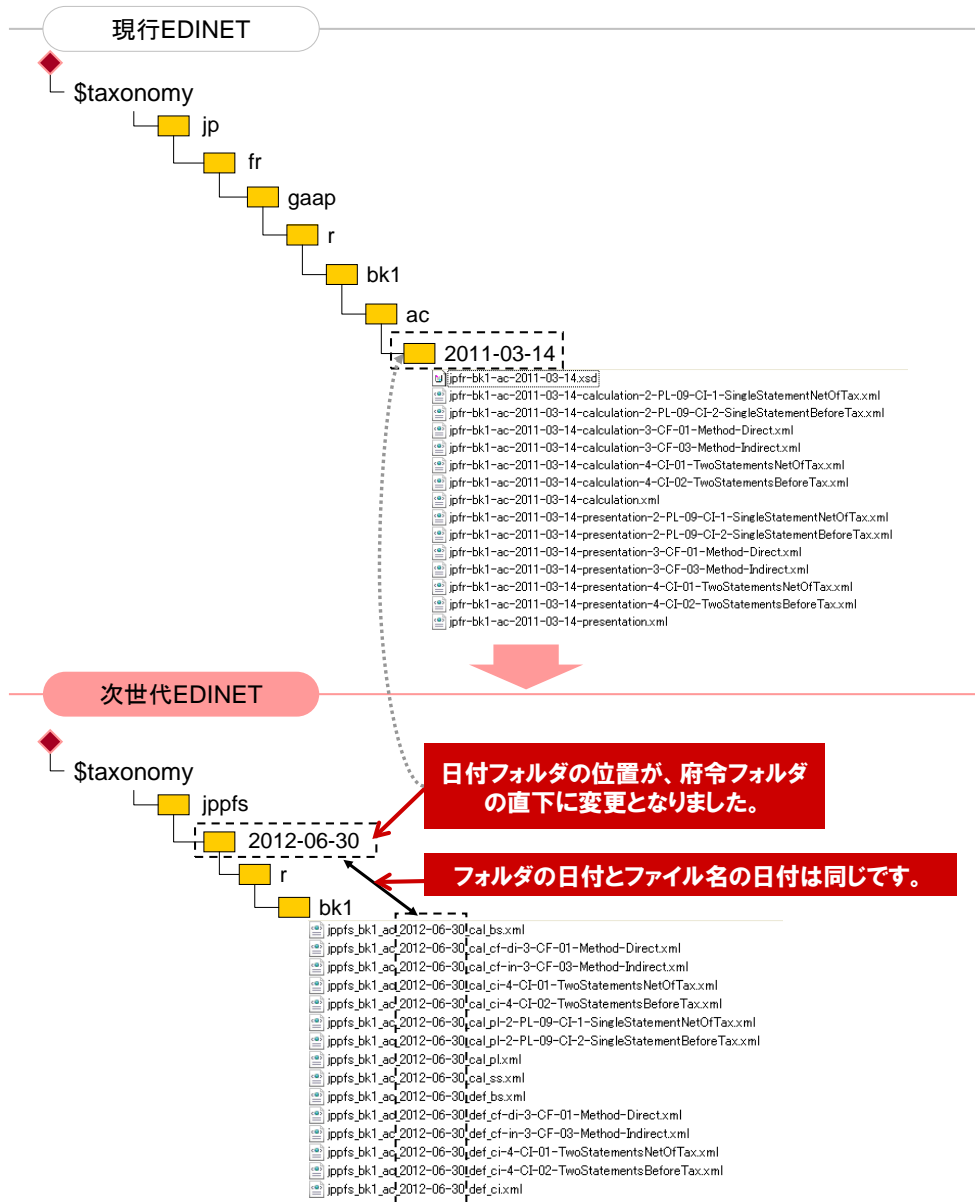 現行EDINET
$taxonomy
jp
fr
gaap
r
bk1
ac
2011-03-14
jpfr-bk1-ac-2011-03-14.xsd
jpfr-bk1-ac-2011-03-14-calculation-2-PL-09-CI-1-SingleStatementNetOfTax.xml
jpfr-bk1-ac-2011-03-14-calculation-2-PL-09-CI-2-SingleStatementBeforeTax.xml
jpfr-bk1-ac-2011-03-14-calculation-3-CF-01-Method-Direct.xml
jpfr-bk1-ac-2011-03-14-calculation-3-CF-03-Method-Indirect.xml
jpfr-bk1-ac-2011-03-14-calculation-4-CI-01-TwoStatementsNetOfTax.xml
jpfr-bk1-ac-2011-03-14-calculation-4-CI-02-TwoStatementsBeforeTax.xml
jpfr-bk1-ac-2011-03-14-calculation.xml
jpfr-bk1-ac-2011-03-14-presentation-2-PL-09-CI-1-SingleStatementNetOfTax.xml
jpfr-bk1-ac-2011-03-14-presentation-2-PL-09-CI-2-SingleStatementBeforeTax.xml
jpfr-bk1-ac-2011-03-14-presentation-3-CF-01-Method-Direct.xml
jpfr-bk1-ac-2011-03-14-presentation-3-CF-03-Method-Indirect.xml
jpfr-bk1-ac-2011-03-14-presentation-4-CI-01-TwoStatementsNetOfTax.xml
jpfr-bk1-ac-2011-03-14-presentation-4-CI-02-TwoStatementsBeforeTax.xml
jpfr-bk1-ac-2011-03-14-presentation.xml
次世代EDINET
$taxonomy
jppfs
2012-06-30
r
bk1
日付フォルダの位置が、府令フォルダ
の直下に変更となりました。
フォルダの日付とファイル名の日付は同じです。
jppfs_bk1_ac_2012-06-30_cal_bs.xml
jppfs_bk1_ac_2012-06-30_cal_cf-di-3-CF-01-Method-Direct.xml
jppfs_bk1_ac_2012-06-30_cal_cf-in-3-CF-03-Method-Indirect.xml
jppfs_bk1_ac_2012-06-30_cal_ci-4-CI-01-TwoStatementsNetOfTax.xml
jppfs_bk1_ac_2012-06-30_cal_ci-4-CI-02-TwoStatementsBeforeTax.xml
jppfs_bk1_ac_2012-06-30_cal_pl-2-PL-09-CI-1-SingleStatementNetOfTax.xml
jppfs_bk1_ac_2012-06-30_cal_pl-2-PL-09-CI-2-SingleStatementBeforeTax.xml
jppfs_bk1_ac_2012-06-30_cal_pl.xml
jppfs_bk1_ac_2012-06-30_cal_ss.xml
jppfs_bk1_ac_2012-06-30_def_bs.xml
jppfs_bk1_ac_2012-06-30_def_cf-di-3-CF-01-Method-Direct.xml
jppfs_bk1_ac_2012-06-30_def_cf-in-3-CF-03-Method-Indirect.xml
jppfs_bk1_ac_2012-06-30_def_ci-4-CI-01-TwoStatementsNetOfTax.xml
jppfs_bk1_ac_2012-06-30_def_ci-4-CI-02-TwoStatementsBeforeTax.xml
jppfs_bk1_ac_2012-06-30_def_ci.xml